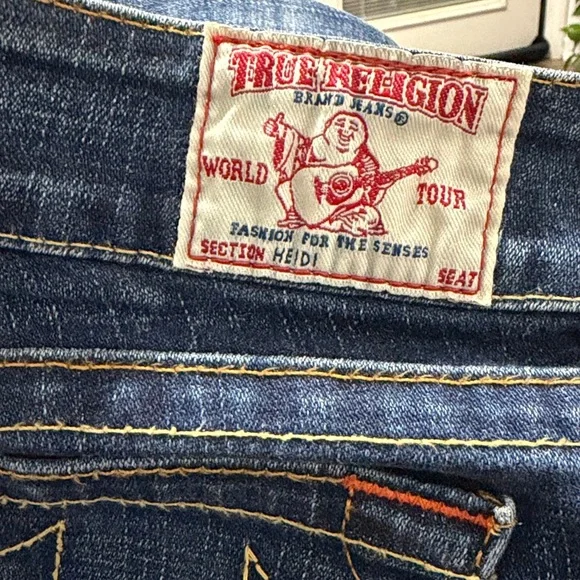 TRUE RELIGION
BRAND JEANS®
WORLD TOUR
FASHION FOR THE SENSES
SECTION HEIDI SEAT